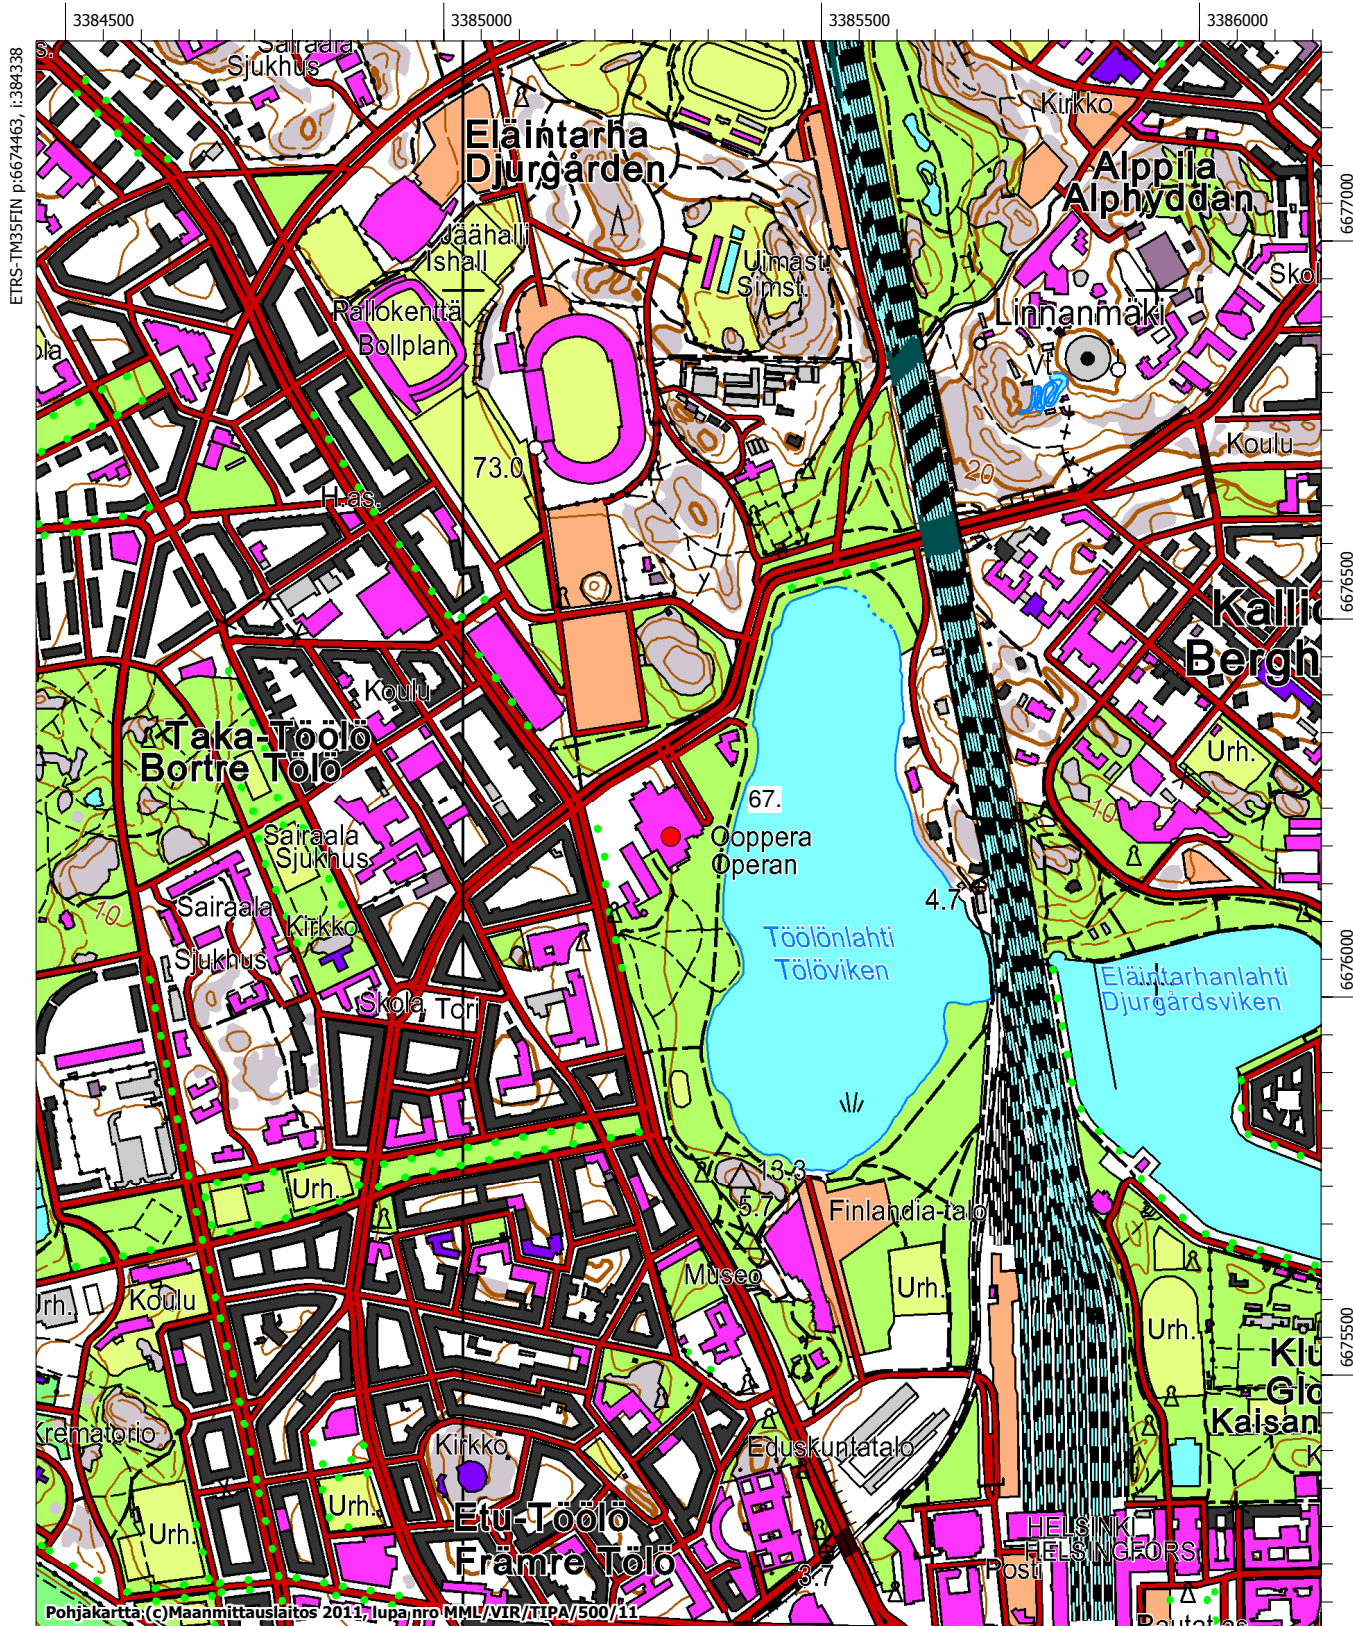 3384500
3385000
3385500
3386000
ETRS-TM35FIN p:6674463, i:384338
6677000
6676500
6676000
6675500
Sairaala
Sjukhus
Eläintarha
Djurgården
Kirkko
Alppila
Alphyddan
Jäähalli
Ishall
Uimast.
Simst.
Skol
Pallokenttä
Bollplan
Linnanmäki
73.0
Koulu
20
H.as.
Kallio
Bergh
Koulu
Taka-Töölö
Bortre Tölö
Urh.
67.
10
Ooppera
Operan
Sairaala
Sjukhus
4.7
Sairaala
10
Kirkko
Sjukhus
Töölönlahti
Tölöviken
Eläintarhanlahti
Djurgårdsviken
Skola
Tori
13.3
5.7
Urh.
Finlandia-talo
Museo
Urh.
Koulu
Urh.
Urh.
Klu
Glo
Kaisan
K
Krematorio
Kirkko
Eduskuntatalo
Urh.
Urh.
Etu-Töölö
Främre Tölö
HELSINKI
HELSINGFORS
Posti
3.7
Rautat.as.
Pohjakartta (c)Maanmittauslaitos 2011, lupa nro MML/VIR/TIPA/500/11